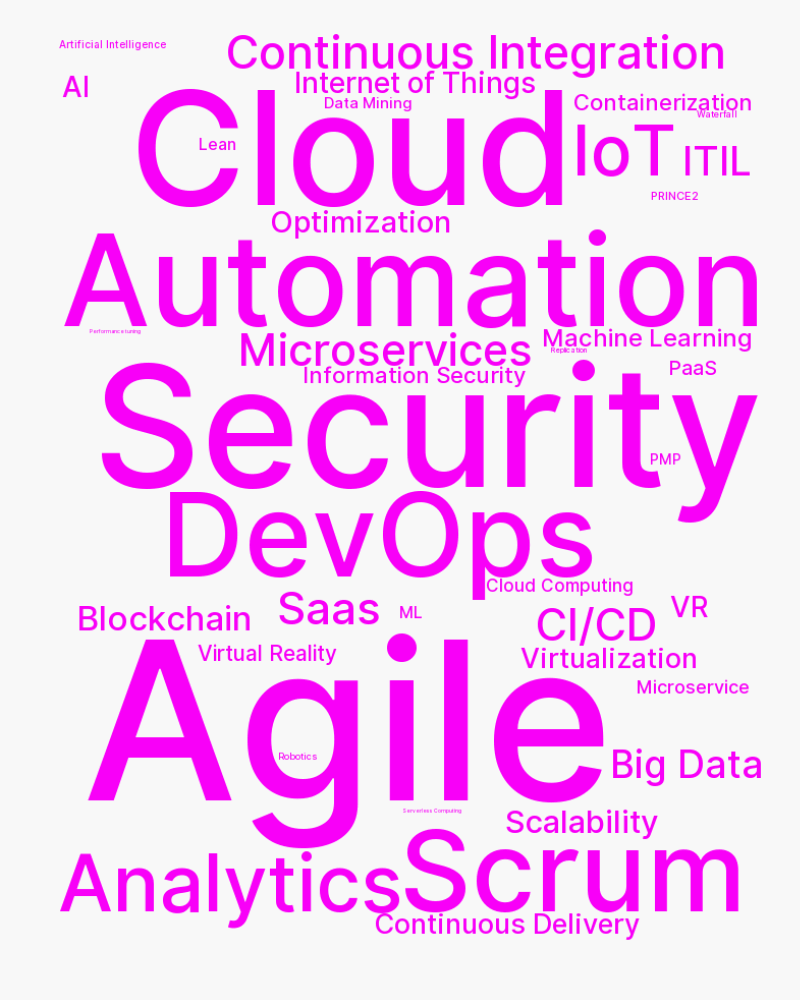 Artificial Intelligence
Continuous Integration
AI
Internet of Things
Data Mining
Containerization
Waterfall
Cloud
Lean
IoT
ITIL
PRINCE2
Optimization
Automation
Performance tuning
Microservices
Machine Learning
Replication
Information Security
PaaS
Security
PMP
DevOps
Cloud Computing
Blockchain
Saas
ML
CI/CD
VR
Virtual Reality
Virtualization
Microservice
Agile
Robotics
Big Data
Serverless Computing
Scalability
Analytics
Scrum
Continuous Delivery